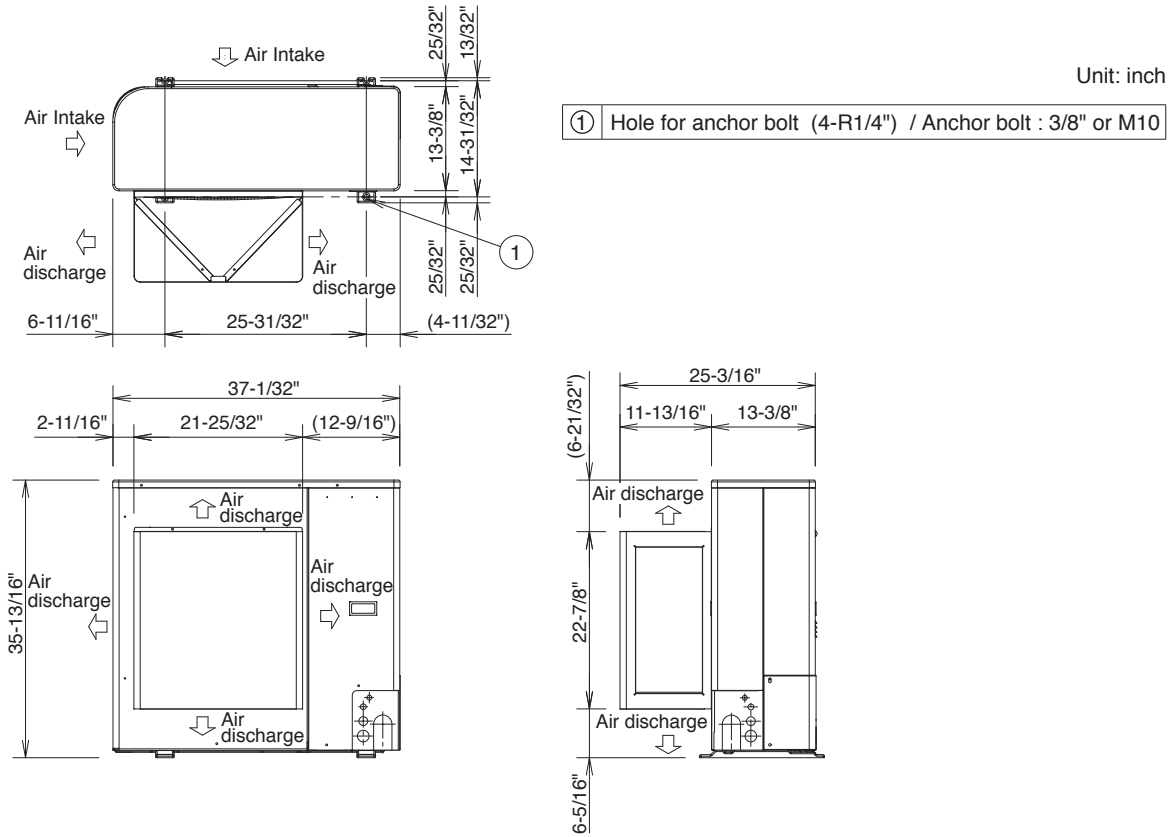 25/32"
13/32"
Air Intake
Unit: inch
Air Intake
13-3/8"
14-31/32"
① Hole for anchor bolt (4-R1/4") / Anchor bolt : 3/8" or M10
Air
discharge
Air
discharge
25/32"
25/32"
1
6-11/16"
25-31/32"
(4-11/32")
37-1/32"
2-11/16"
21-25/32"
(12-9/16")
Air
discharge
Air
discharge
Air
discharge
35-13/16"
Air
discharge
(6-21/32")
25-3/16"
11-13/16"
13-3/8"
Air discharge
22-7/8"
Air discharge
6-5/16"